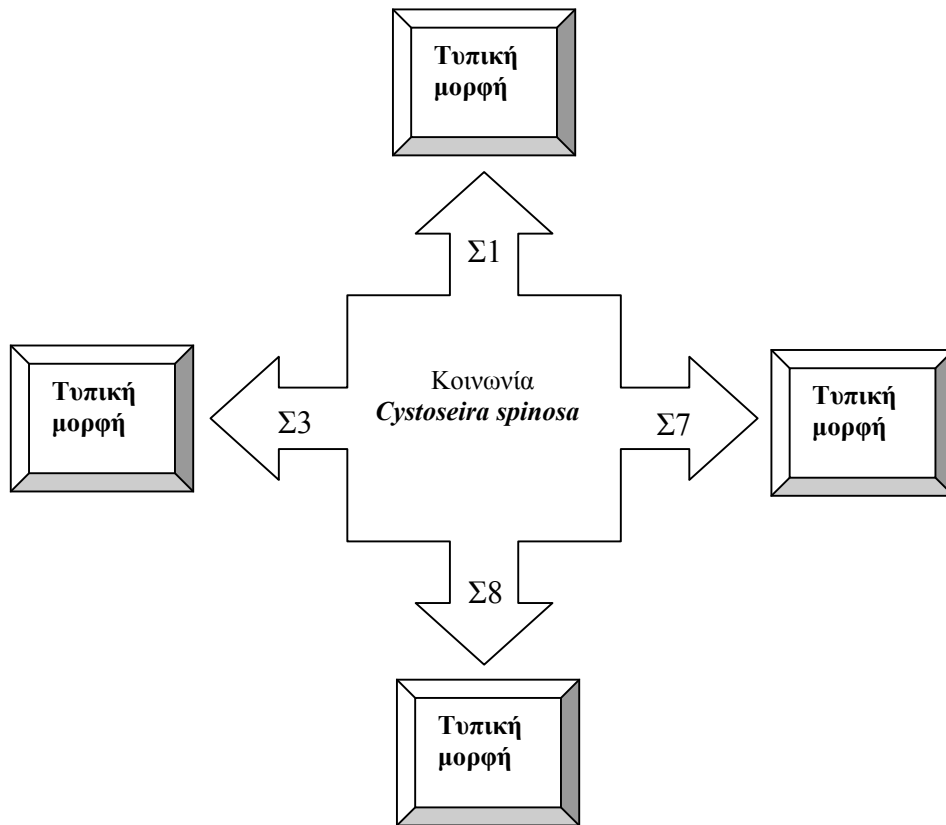 Τυπική
μορφή
Σ1
Τυπική
μορφή
Σ3
Κοινωνία
Cystoseira spinosa
Σ7
Τυπική
μορφή
Σ8
Τυπική
μορφή